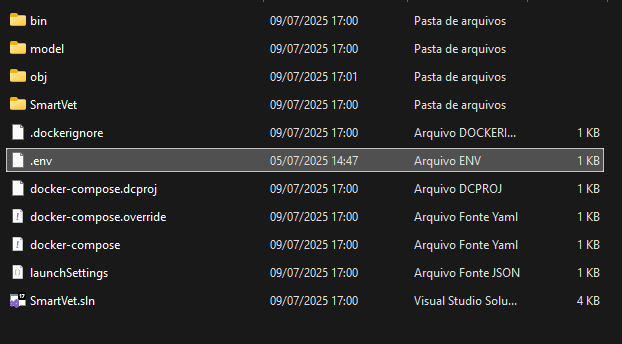 bin 09/07/2025 17:00 Pasta de arquivos
model 09/07/2025 17:00 Pasta de arquivos
obj 09/07/2025 17:01 Pasta de arquivos
SmartVet 09/07/2025 17:00 Pasta de arquivos
.dockerignore 09/07/2025 17:00 Arquivo DOCKERI... 1 KB
.env 05/07/2025 14:47 Arquivo ENV 1 KB
docker-compose.dcproj 09/07/2025 17:00 Arquivo DCPROJ 1 KB
docker-compose.override 09/07/2025 17:00 Arquivo Fonte Yaml 1 KB
docker-compose 09/07/2025 17:00 Arquivo Fonte Yaml 1 KB
launchSettings 09/07/2025 17:00 Arquivo Fonte JSON 1 KB
SmartVet.sln 09/07/2025 17:00 Visual Studio Solu... 4 KB